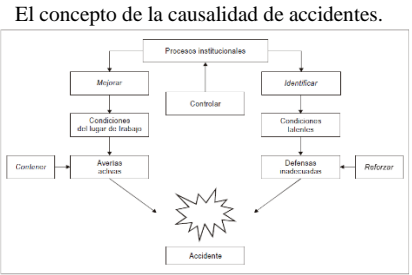 El concepto de la causalidad de accidentes.
Procesos institucionales
Mejorar
Identificar
Controlar
Condiciones
del lugar de trabajo
Condiciones
latentes
Contener
Averías
activas
Defensas
inadecuadas
Reforzar
Accidente